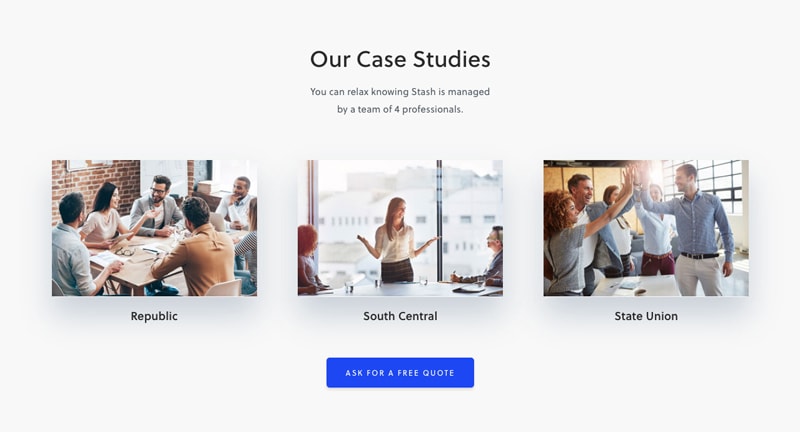 Our Case Studies
You can relax knowing Stash is managed
by a team of 4 professionals.
Republic
South Central
State Union
ASK FOR A FREE QUOTE